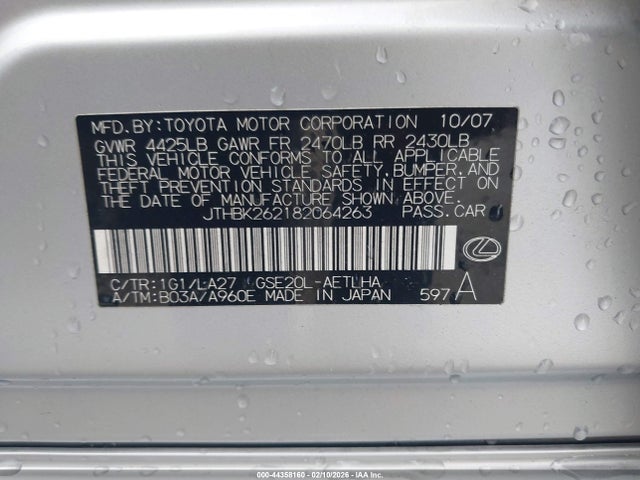 MFD.BY:TOYOTA MOTOR CORPORATION 10/07
GVWR 4425LB GAWR FR 2470LB RR 2430LB
THIS VEHICLE CONFORMS TO ALL APPLICABLE
FEDERAL MOTOR VEHICLE SAFETY,BUMPER,AND
THEFT PREVENTION STANDARDS IN EFFECT ON
THE DATE OF MANUFACTURE SHOWN ABOVE.
JTHBK262182064263 PASS.CAR
C/TR:1G1/LA27 GSE20L-AETLHA
A/TM:B03A/A960E MADE IN JAPAN 597A
000-44358160 - 02/10/2026 - IAA Inc.